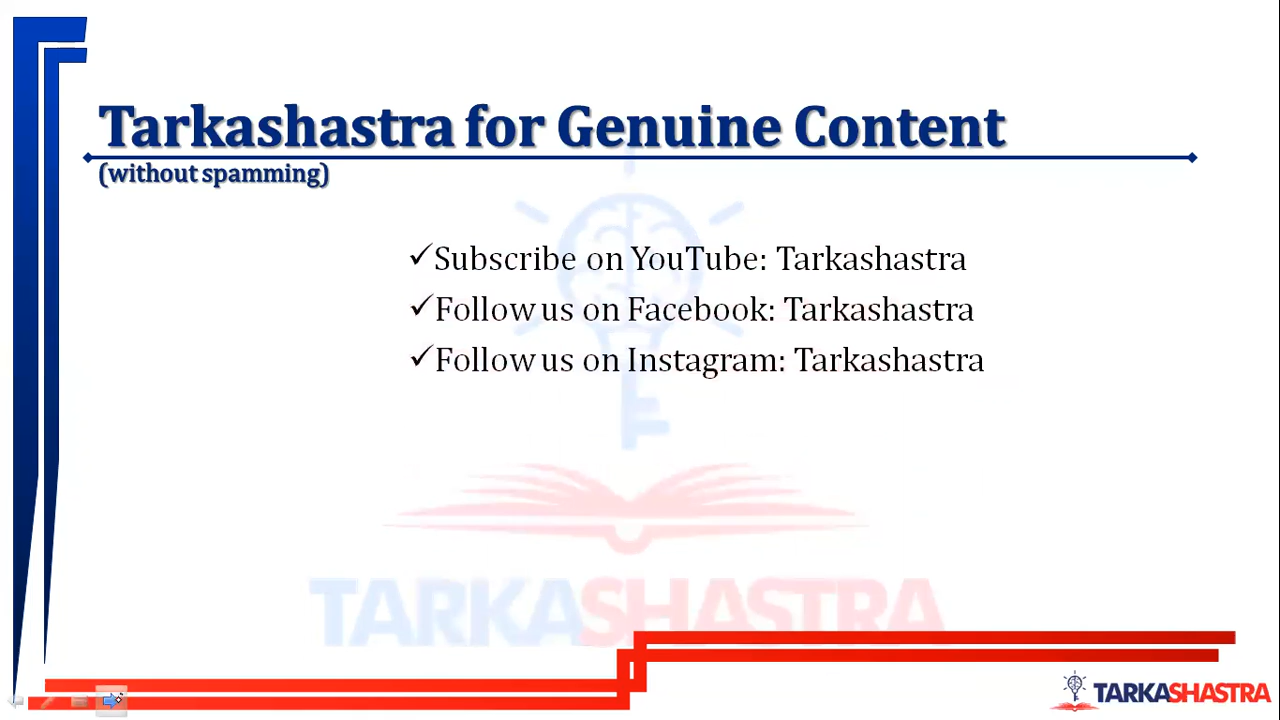 Tarkashastra for Genuine Content
(without spamming)
✓Subscribe on YouTube: Tarkashastra
✓Follow us on Facebook: Tarkashastra
✓Follow us on Instagram: Tarkashastra
TARKASHASTRA
TARKASHASTRA